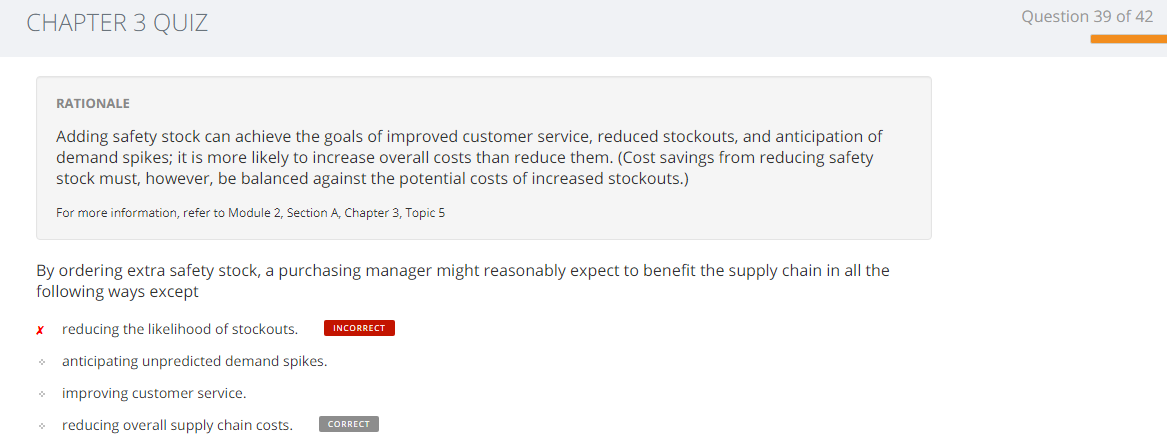 CHAPTER 3 QUIZ
Question 39 of 42
RATIONALE
Adding safety stock can achieve the goals of improved customer service, reduced stockouts, and anticipation of
demand spikes; it is more likely to increase overall costs than reduce them. (Cost savings from reducing safety
stock must, however, be balanced against the potential costs of increased stockouts.)
For more information, refer to Module 2, Section A, Chapter 3, Topic 5
By ordering extra safety stock, a purchasing manager might reasonably expect to benefit the supply chain in all the
following ways except
✗ reducing the likelihood of stockouts. INCORRECT
anticipating unpredicted demand spikes.
improving customer service.
reducing overall supply chain costs. CORRECT